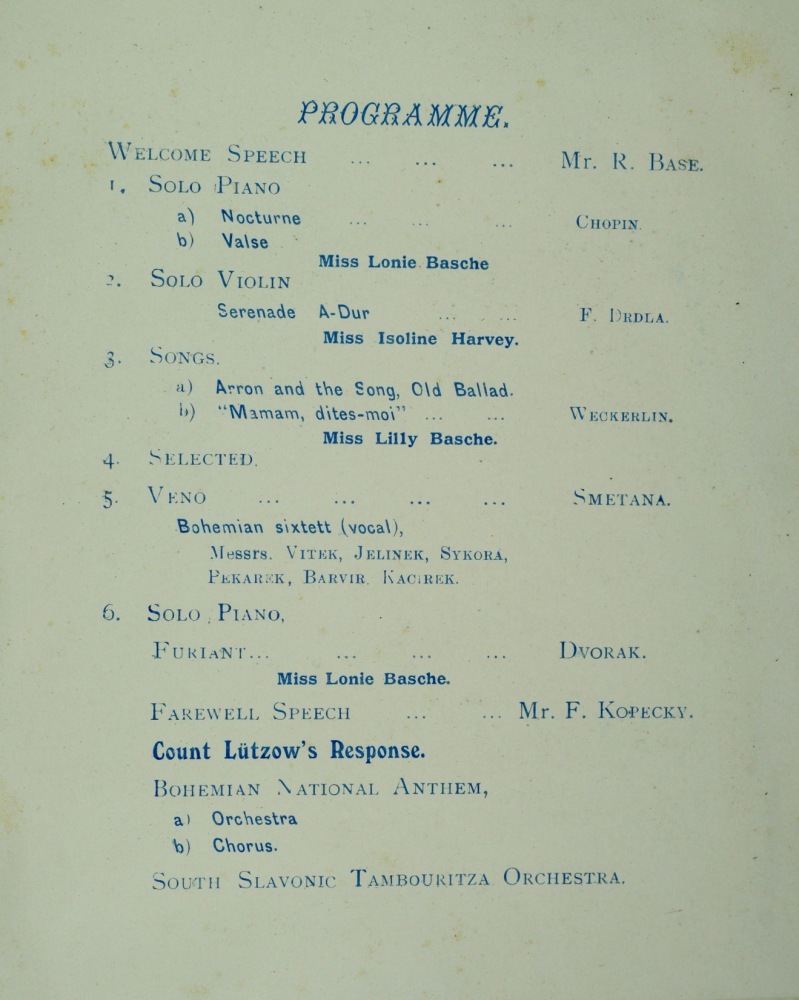 PROGRAMME.
WELCOME SPEECH ... ... ... Mr. R. BASE.
1. SOLO PIANO
a) Nocturne ... ... ... CHOPIN.
b) Valse
Miss Lonie Basche
2. SOLO VIOLIN
Serenade A-Dur ... ... F. DRDLA.
Miss Isoline Harvey.
3. SONGS.
a) Arron and the Song, Old Ballad.
b) "Mamam, dites-moi" ... ... WECKERLIN.
Miss Lilly Basche.
4. SELECTED.
5. VENO ... ... ... ... SMETANA.
Bohemian sixtett (vocal),
Messrs. VITEK, JELINEK, SYKORA,
PEKAREK, BARVIR, KACIREK.
6. SOLO PIANO,
FURIANT... ... ... ... DVORAK.
Miss Lonie Basche.
FAREWELL SPEECH ... ... Mr. F. KOPECKY.
Count Lützow's Response.
BOHEMIAN NATIONAL ANTHEM,
a) Orchestra
b) Chorus.
SOUTH SLAVONIC TAMBOURITZA ORCHESTRA.